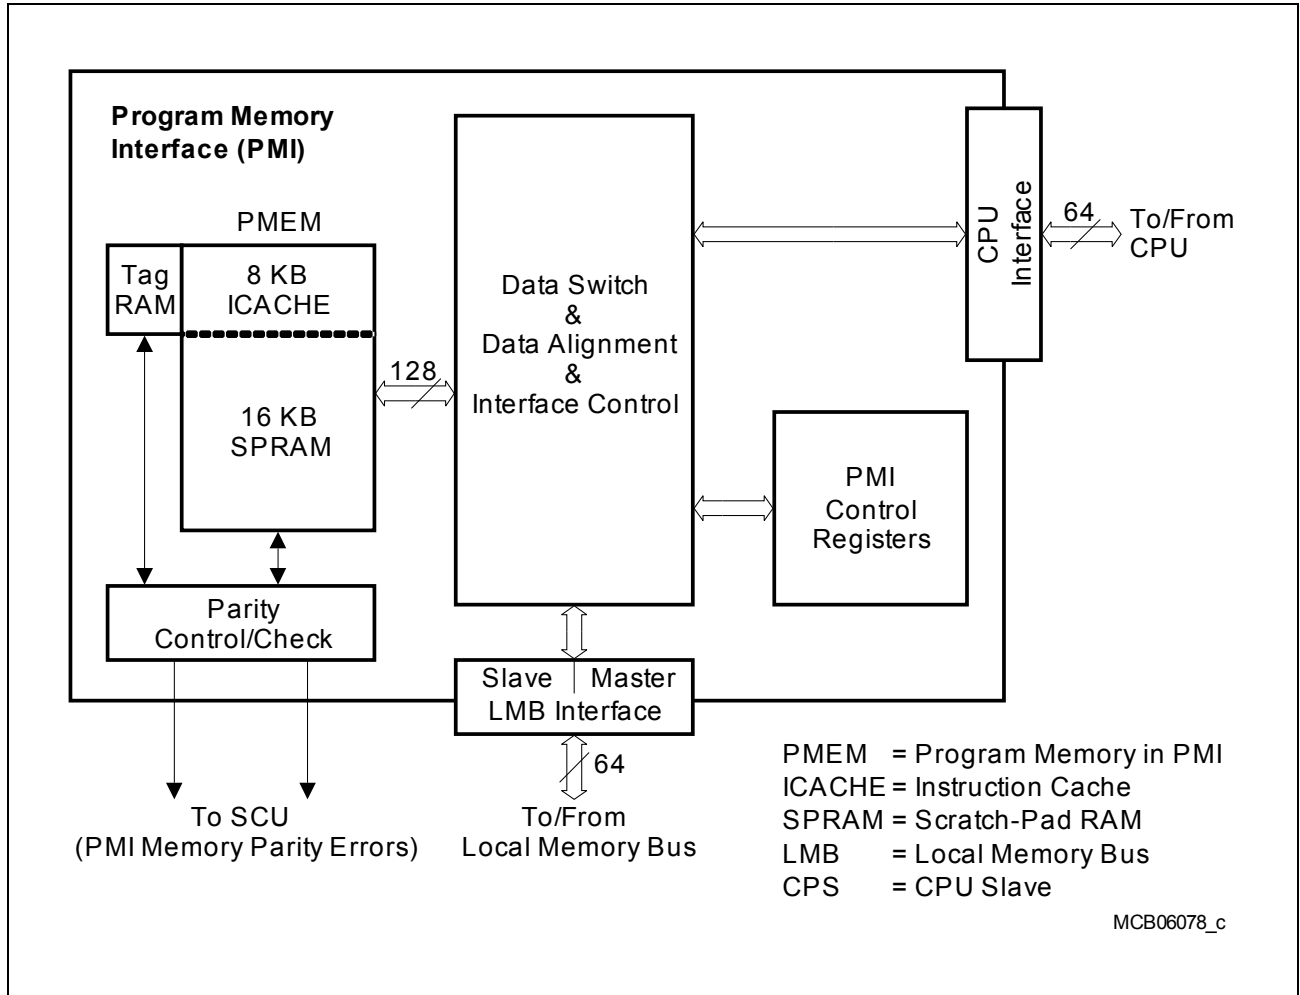 Program Memory
Interface (PMI)
PMEM
Tag
RAM
8 KB
ICACHE
16 KB
SPRAM
128
Data Switch
&
Data Alignment
&
Interface Control
CPU
Interface
64
To/From
CPU
PMI
Control
Registers
Parity
Control/Check
Slave
Master
LMB Interface
64
To SCU
(PMI Memory Parity Errors)
To/From
Local Memory Bus
PMEM = Program Memory in PMI
ICACHE = Instruction Cache
SPRAM = Scratch-Pad RAM
LMB = Local Memory Bus
CPS = CPU Slave
MCB06078_c